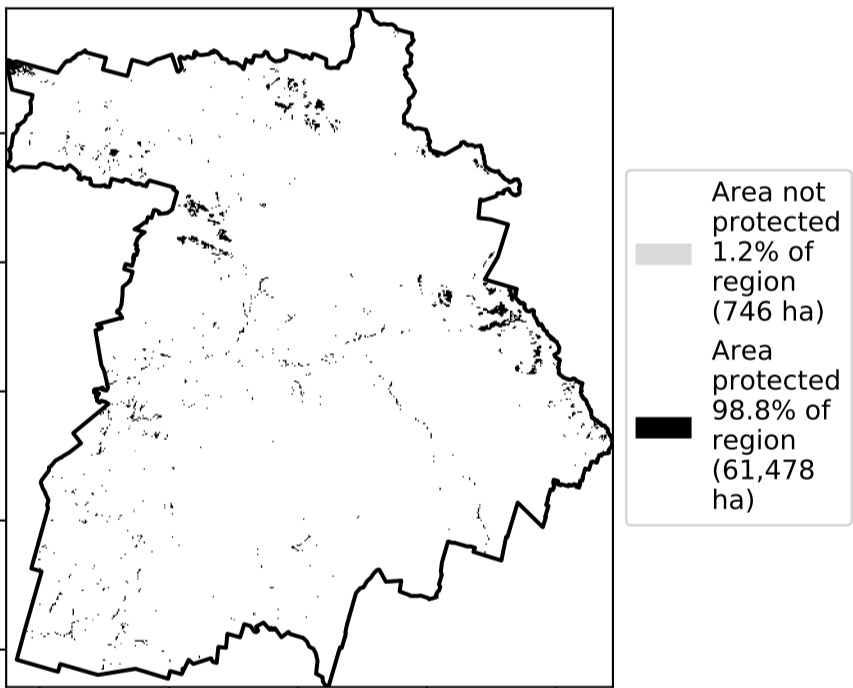 Area not
protected
1.2% of
region
(746 ha)
Area
protected
98.8% of
region
(61,478
ha)